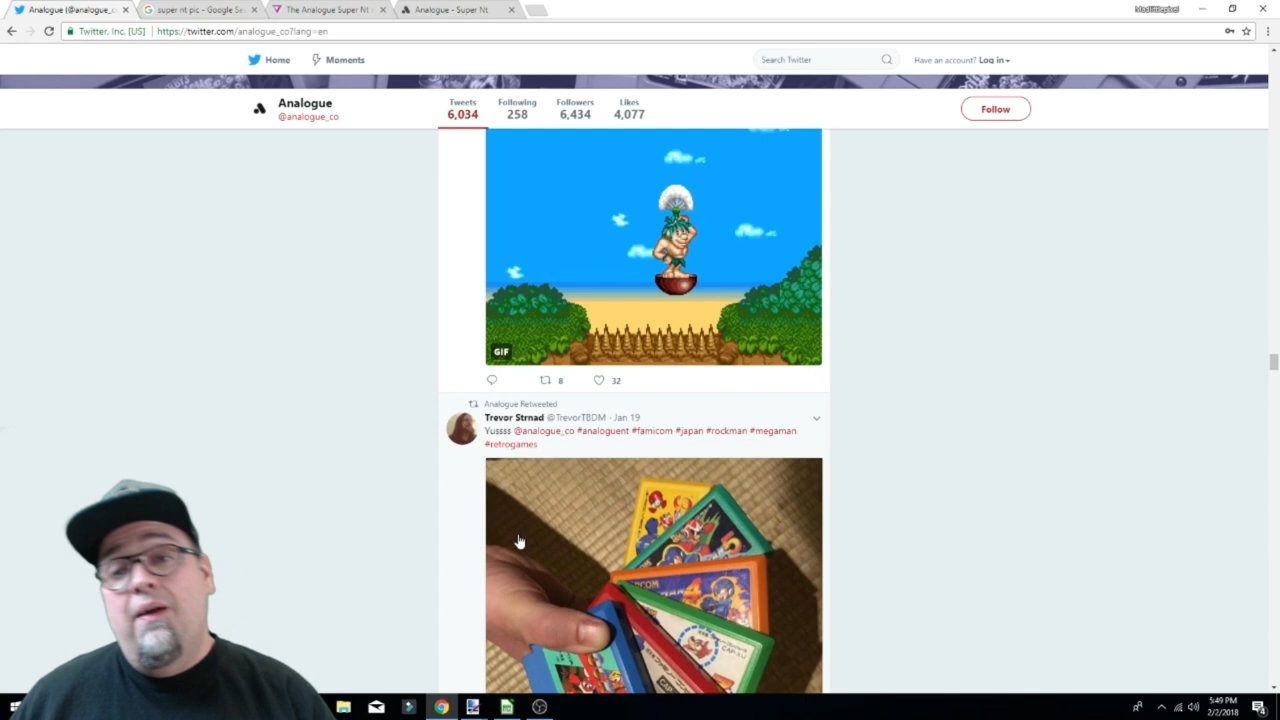 Analogue (@analogue_c
super nt pic - Google Se
The Analogue Super Nt
Analogue - Super Nt
Madlittlepixel
Twitter, Inc. [US]
https://twitter.com/analogue_co?lang=en
Home
Moments
Search Twitter
Have an account? Log in
Analogue
@analogue_co
Tweets
6,034
Following
258
Followers
6,434
Likes
4,077
Follow
GIF
8
32
Analogue Retweeted
Trevor Strnad @TrevorTBDM · Jan 19
Yussss @analogue_co #analoguent #famicom #japan #rockman #megaman
#retrogames
5:49 PM
2/2/2018
4